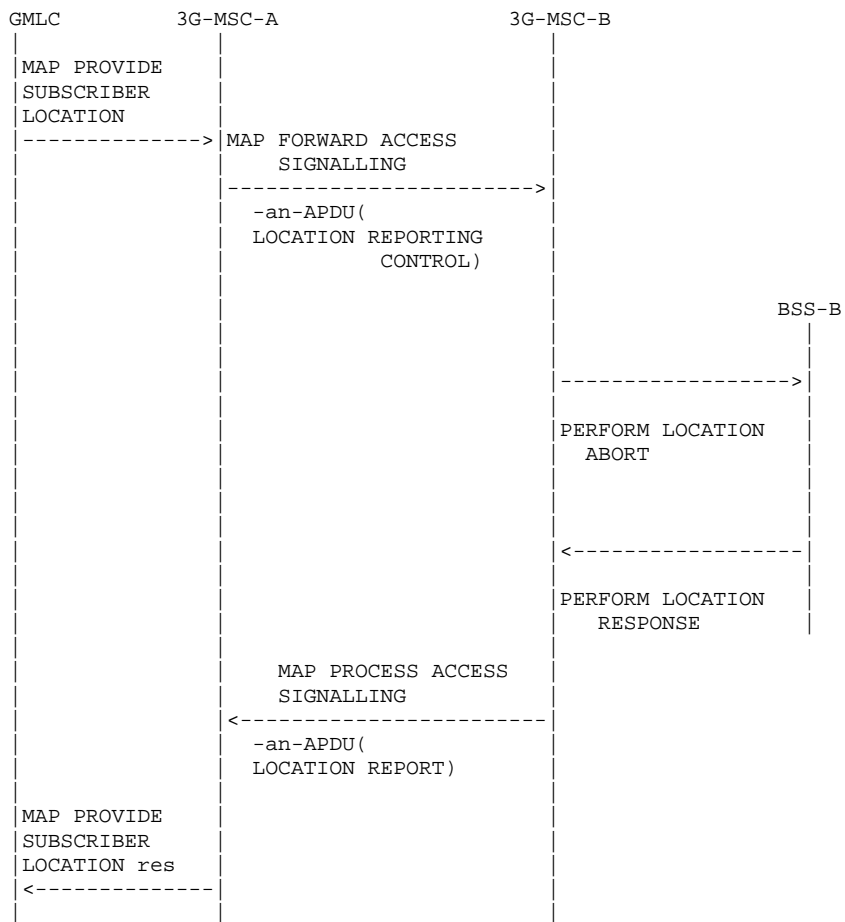 GMLC 3G-MSC-A 3G-MSC-B
MAP PROVIDE
SUBSCRIBER
LOCATION
MAP FORWARD ACCESS
SIGNALLING
-an-APDU(
LOCATION REPORTING
CONTROL)
BSS-B
PERFORM LOCATION
ABORT
PERFORM LOCATION
RESPONSE
MAP PROCESS ACCESS
SIGNALLING
-an-APDU(
LOCATION REPORT)
MAP PROVIDE
SUBSCRIBER
LOCATION res